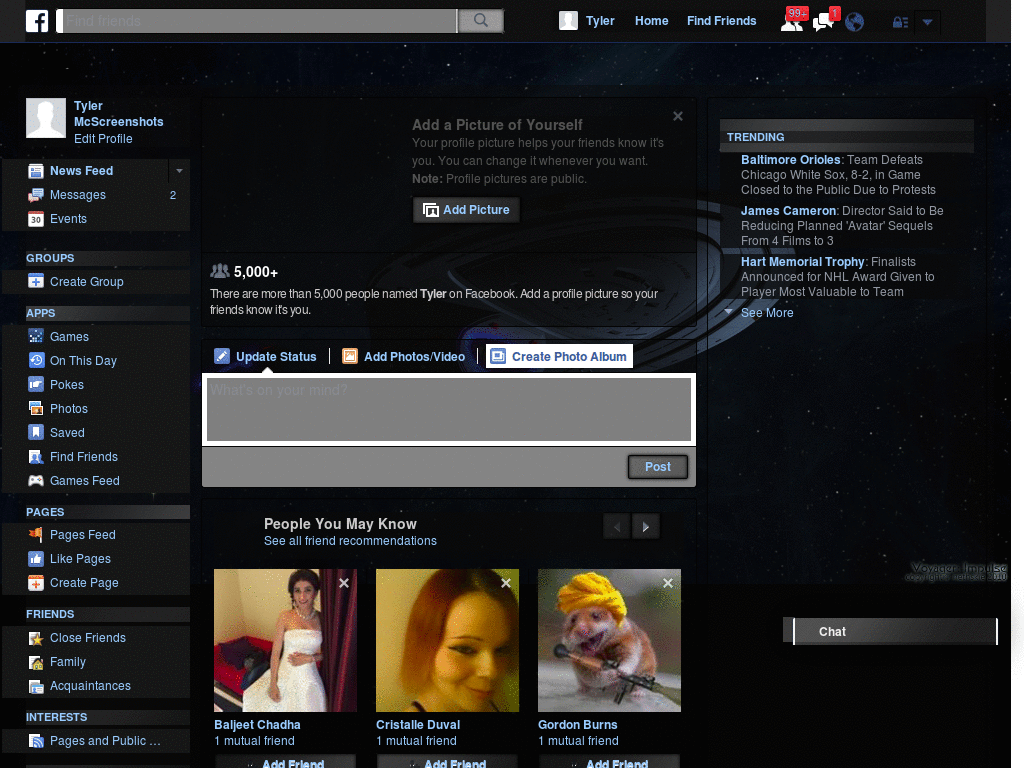 Find friends
Tyler
Home
Find Friends
99+
1
Tyler
McScreenshots
Edit Profile
News Feed
Messages 2
30 Events
GROUPS
Create Group
APPS
Games
On This Day
Pokes
Photos
Saved
Find Friends
Games Feed
PAGES
Pages Feed
Like Pages
Create Page
FRIENDS
Close Friends
Family
Acquaintances
INTERESTS
Pages and Public ...
Add a Picture of Yourself
Your profile picture helps your friends know it's
you. You can change it whenever you want.
Note: Profile pictures are public.
Add Picture
5,000+
There are more than 5,000 people named Tyler on Facebook. Add a profile picture so your
friends know it's you.
Update Status
Add Photos/Video
Create Photo Album
What's on your mind?
Post
People You May Know
See all friend recommendations
Baljeet Chadha
1 mutual friend
Add Friend
Cristalle Duval
1 mutual friend
Add Friend
Gordon Burns
1 mutual friend
Add Friend
TRENDING
Baltimore Orioles: Team Defeats
Chicago White Sox, 8-2, in Game
Closed to the Public Due to Protests
James Cameron: Director Said to Be
Reducing Planned 'Avatar' Sequels
From 4 Films to 3
Hart Memorial Trophy: Finalists
Announced for NHL Award Given to
Player Most Valuable to Team
See More
Voyager Impulse
Chat